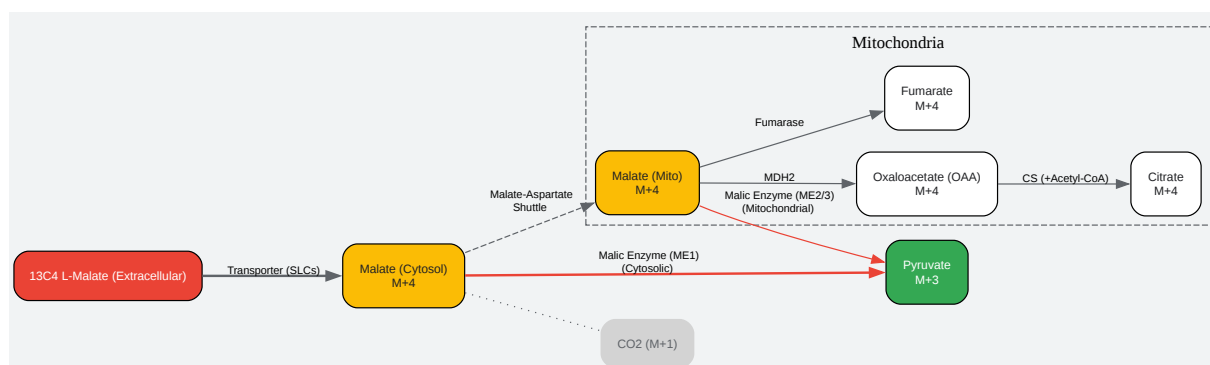 Mitochondria
Fumarate
M+4
Fumarase
Malate (Mito)
M+4
MDH2
Oxaloacetate (OAA)
M+4
CS (+Acetyl-CoA)
Citrate
M+4
Malate-Aspartate
Shuttle
Malic Enzyme (ME2/3)
(Mitochondrial)
13C4 L-Malate (Extracellular)
Transporter (SLCs)
Malate (Cytosol)
M+4
Malic Enzyme (ME1)
(Cytosolic)
Pyruvate
M+3
CO2 (M+1)